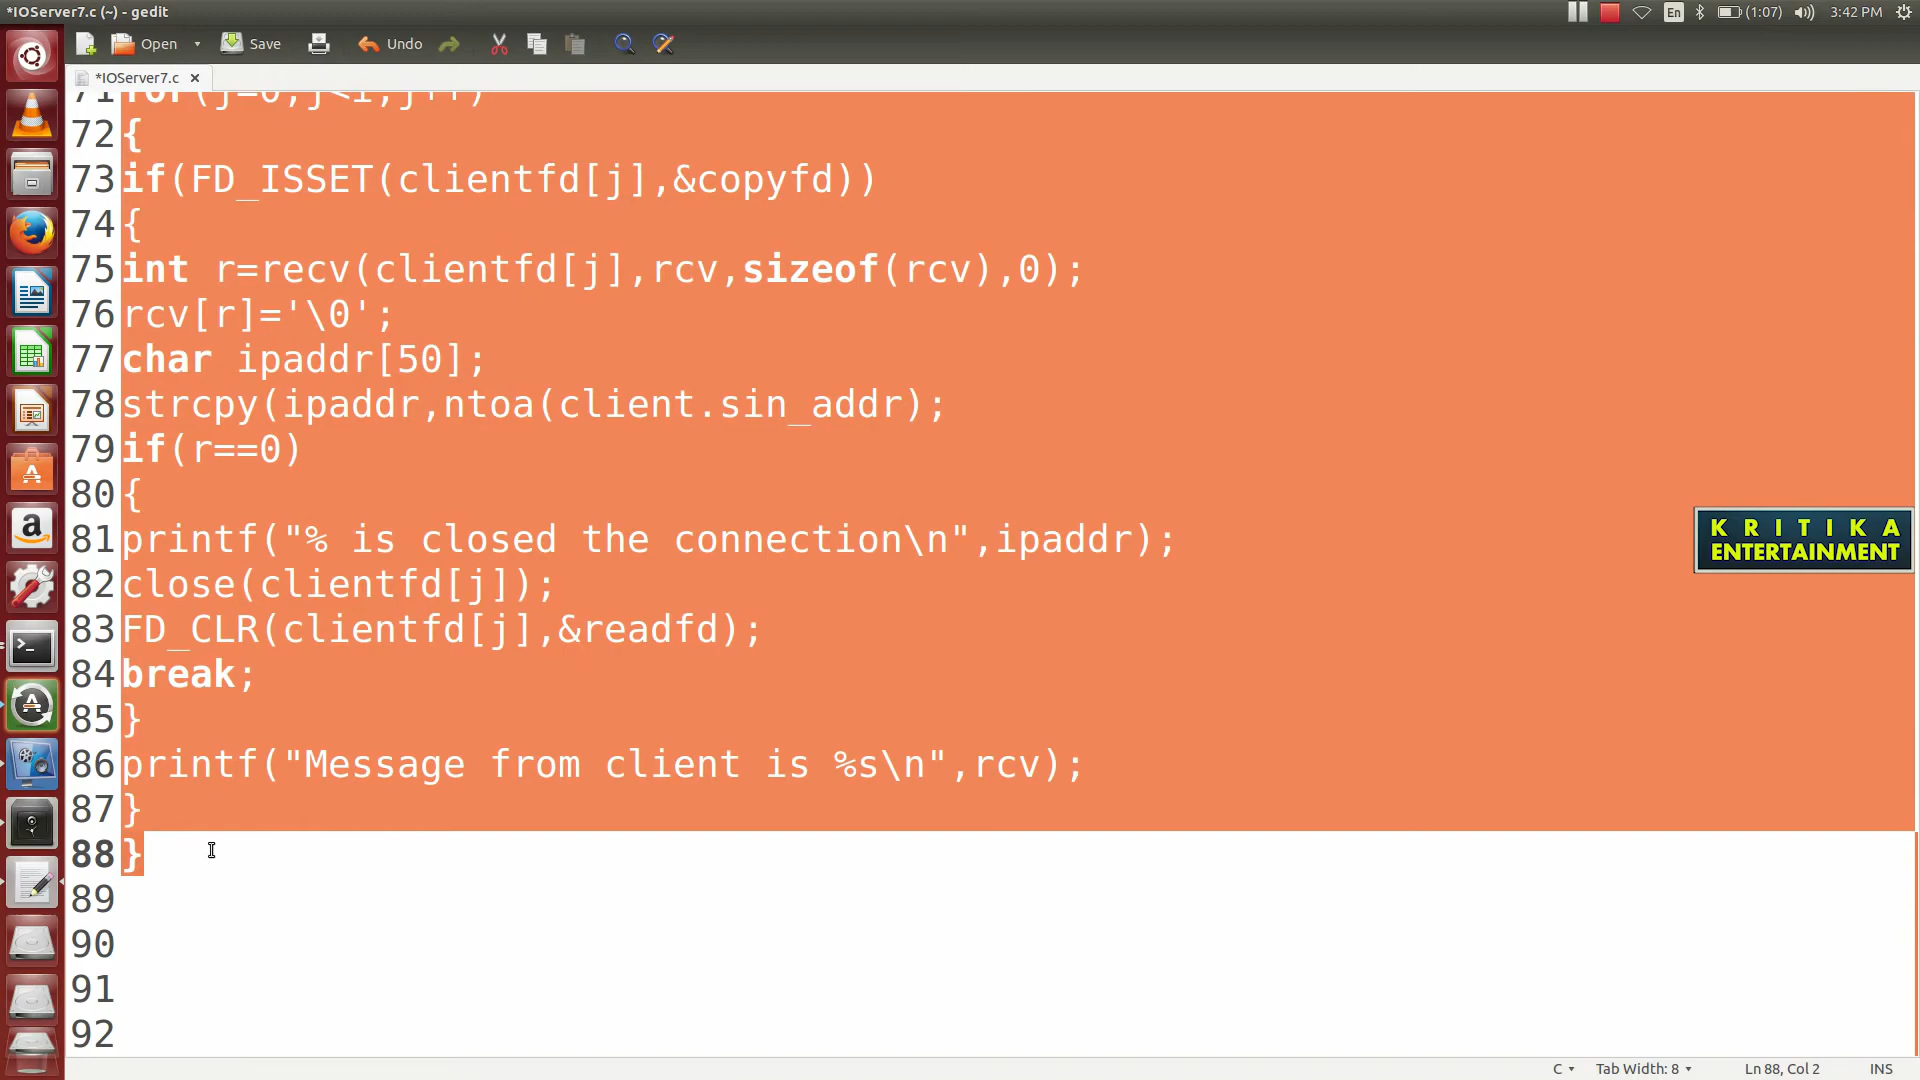 *IOServer7.c (~) - gedit
En
(1:07)
3:42 PM
Open
Save
Undo
*IOServer7.c
71 for(j=0;j<i;j++)
72 {
73 if(FD_ISSET(clientfd[j],&copyfd))
74 {
75 int r=recv(clientfd[j],rcv,sizeof(rcv),0);
76 rcv[r]='\0';
77 char ipaddr[50];
78 strcpy(ipaddr,ntoa(client.sin_addr);
79 if(r==0)
80 {
81 printf("% is closed the connection\n",ipaddr);
82 close(clientfd[j]);
83 FD_CLR(clientfd[j],&readfd);
84 break;
85 }
86 printf("Message from client is %s\n",rcv);
87 }
88 }
89
90
91
92
KRITIKA
ENTERTAINMENT
C
Tab Width: 8
Ln 88, Col 2
INS